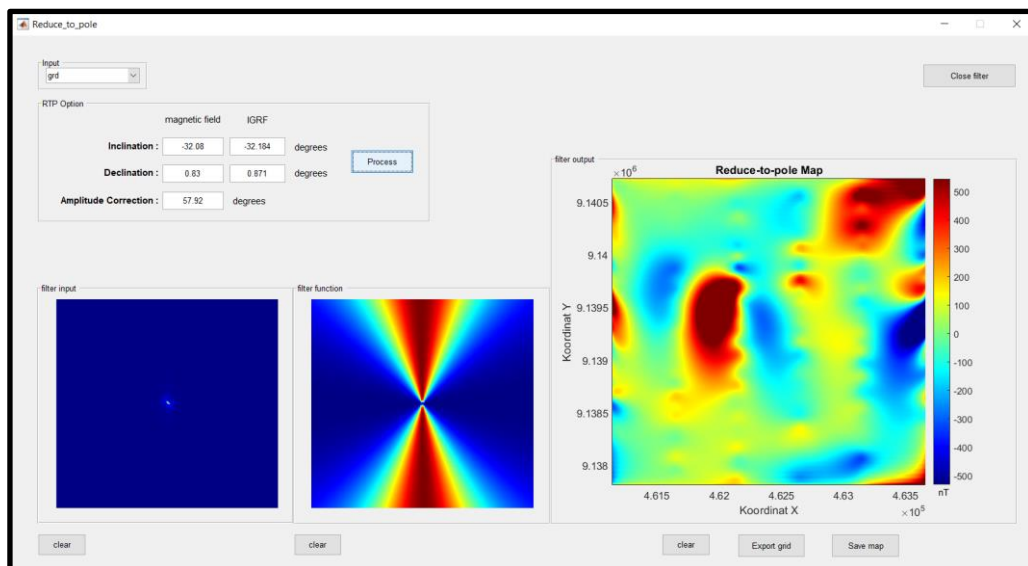 Reduce_to_pole
Input
grd
Close filter
RTP Option
magnetic field IGRF
Inclination : -32.08 -32.184 degrees
Process
Declination : 0.83 0.871 degrees
Amplitude Correction : 57.92 degrees
filter input
filter function
filter output
Reduce-to-pole Map
×10⁶
9.1405
9.14
9.1395
9.139
9.1385
9.138
Koordinat Y
4.615 4.62 4.625 4.63 4.635
Koordinat X
×10⁵
500
400
300
200
100
0
-100
-200
-300
-400
-500
nT
clear
clear
clear
Export grid
Save map